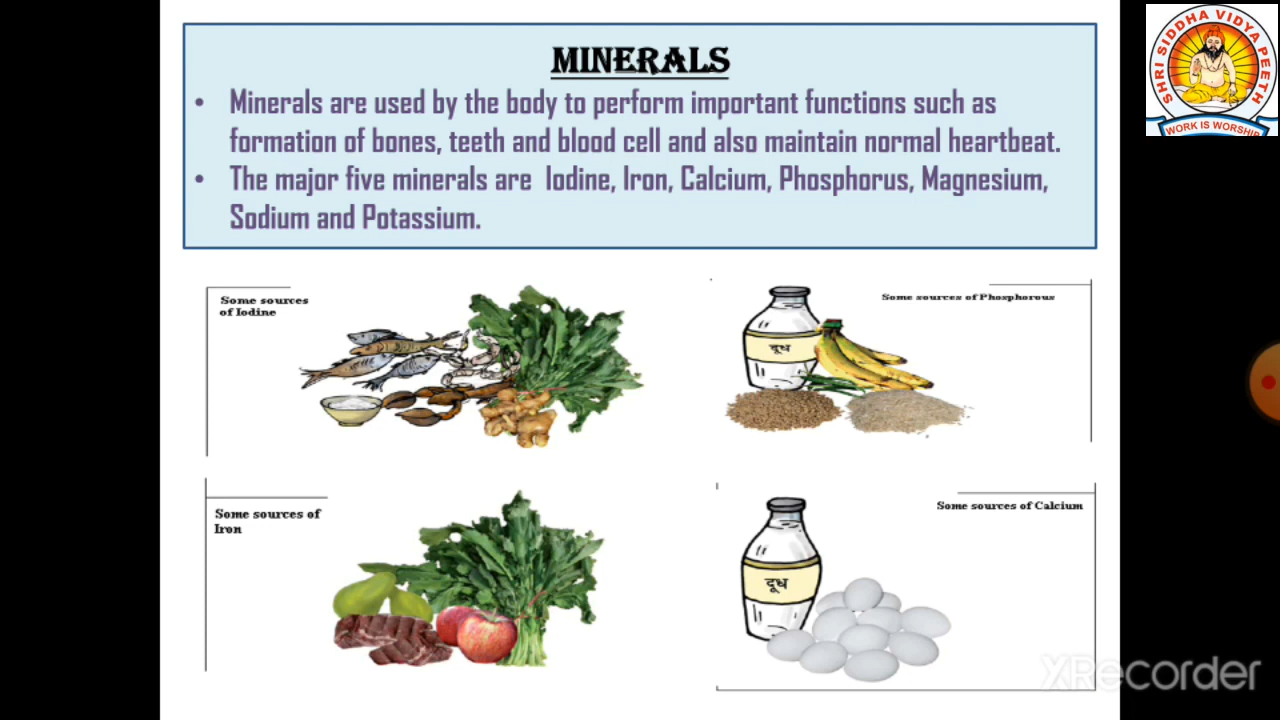 MINERALS
• Minerals are used by the body to perform important functions such as
formation of bones, teeth and blood cell and also maintain normal heartbeat.
• The major five minerals are Iodine, Iron, Calcium, Phosphorus, Magnesium,
Sodium and Potassium.
SHRI SIDDHA VIDYA PEETH
WORK IS WORSHIP
Some sources
of Iodine
Some sources of Phosphorous
दूध
Some sources of
Iron
Some sources of Calcium
दूध
XRecorder